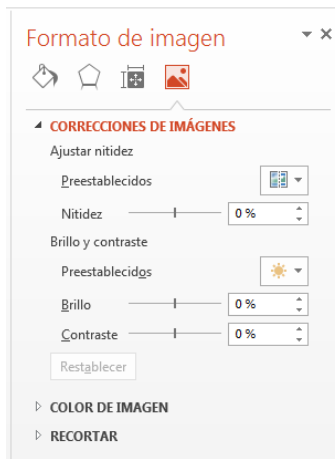 Formato de imagen
CORRECCIONES DE IMÁGENES
Ajustar nitidez
Preestablecidos
Nitidez 0 %
Brillo y contraste
Preestablecidos
Brillo 0 %
Contraste 0 %
Restablecer
COLOR DE IMAGEN
RECORTAR